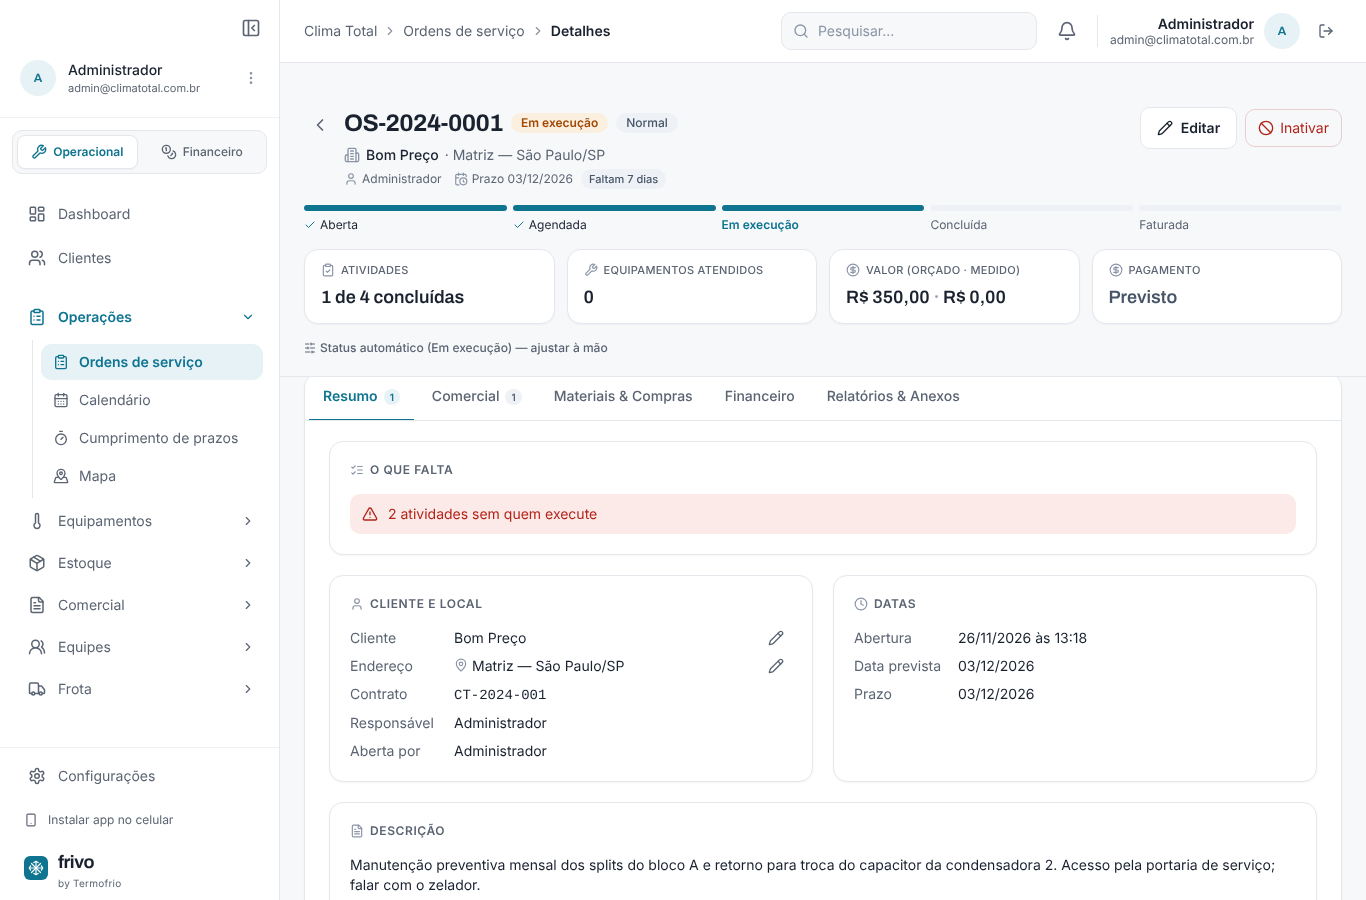 Clima Total > Ordens de serviço > Detalhes
Pesquisar...
Administrador
admin@climatotal.com.br
A
A
Administrador
admin@climatotal.com.br
Operacional
Financeiro
Dashboard
Clientes
Operações
Ordens de serviço
Calendário
Cumprimento de prazos
Mapa
Equipamentos
Estoque
Comercial
Equipes
Frota
Configurações
Instalar app no celular
frivo
by Termofrio
OS-2024-0001 Em execução Normal
Bom Preço · Matriz — São Paulo/SP
Administrador Prazo 03/12/2026 Faltam 7 dias
Editar
Inativar
Aberta
Agendada
Em execução
Concluída
Faturada
ATIVIDADES
1 de 4 concluídas
EQUIPAMENTOS ATENDIDOS
0
VALOR (ORÇADO · MEDIDO)
R$ 350,00 · R$ 0,00
PAGAMENTO
Previsto
Status automático (Em execução) — ajustar à mão
Resumo 1
Comercial 1
Materiais & Compras
Financeiro
Relatórios & Anexos
O QUE FALTA
2 atividades sem quem execute
CLIENTE E LOCAL
Cliente Bom Preço
Endereço Matriz — São Paulo/SP
Contrato CT-2024-001
Responsável Administrador
Aberta por Administrador
DATAS
Abertura 26/11/2026 às 13:18
Data prevista 03/12/2026
Prazo 03/12/2026
DESCRIÇÃO
Manutenção preventiva mensal dos splits do bloco A e retorno para troca do capacitor da condensadora 2. Acesso pela portaria de serviço;
falar com o zelador.